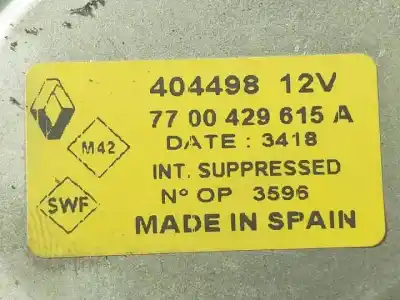 404498 12V
77 00 429 615 A
DATE : 3418
M42
INT. SUPPRESSED
N° OP 3596
SWF
MADE IN SPAIN